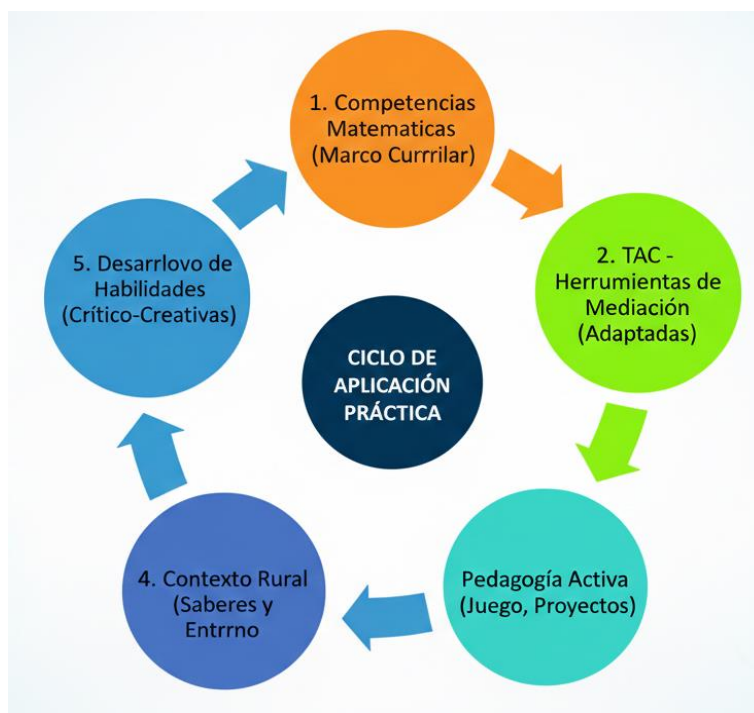 1. Competencias
Matematicas
(Marco Currrilar)
2. TAC -
Herrumientas de
Mediación
(Adaptadas)
Pedagogía Activa
(Juego, Proyectos)
4. Contexto Rural
(Saberes y
Entrrno
5. Desarrlovo de
Habilidades
(Crítico-Creativas)
CICLO DE
APLICACIÓN
PRÁCTICA